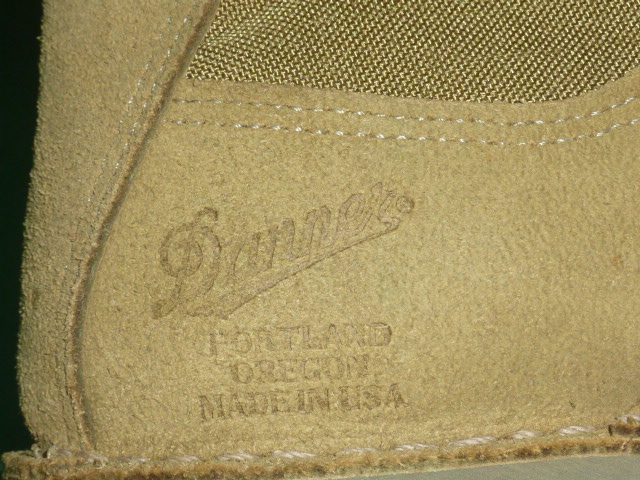 Danner®
PORTLAND
OREGON
MADE IN USA